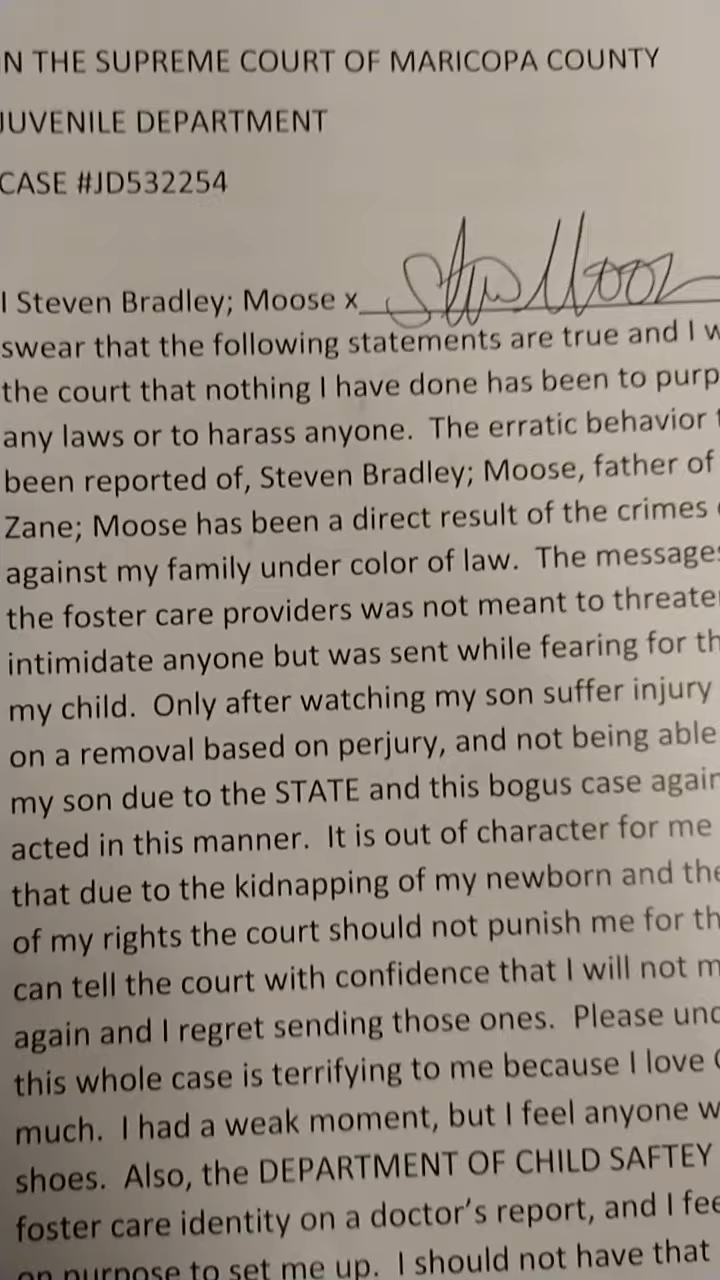 N THE SUPREME COURT OF MARICOPA COUNTY
JUVENILE DEPARTMENT
CASE #JD532254
I Steven Bradley; Moose x
swear that the following statements are true and I w
the court that nothing I have done has been to purp
any laws or to harass anyone. The erratic behavior t
been reported of, Steven Bradley; Moose, father of
Zane; Moose has been a direct result of the crimes
against my family under color of law. The message
the foster care providers was not meant to threate
intimidate anyone but was sent while fearing for th
my child. Only after watching my son suffer injury
on a removal based on perjury, and not being able
my son due to the STATE and this bogus case again
acted in this manner. It is out of character for me
that due to the kidnapping of my newborn and the
of my rights the court should not punish me for th
can tell the court with confidence that I will not m
again and I regret sending those ones. Please und
this whole case is terrifying to me because I love
much. I had a weak moment, but I feel anyone w
shoes. Also, the DEPARTMENT OF CHILD SAFTEY
foster care identity on a doctor's report, and I fee
on purpose to set me up. I should not have that